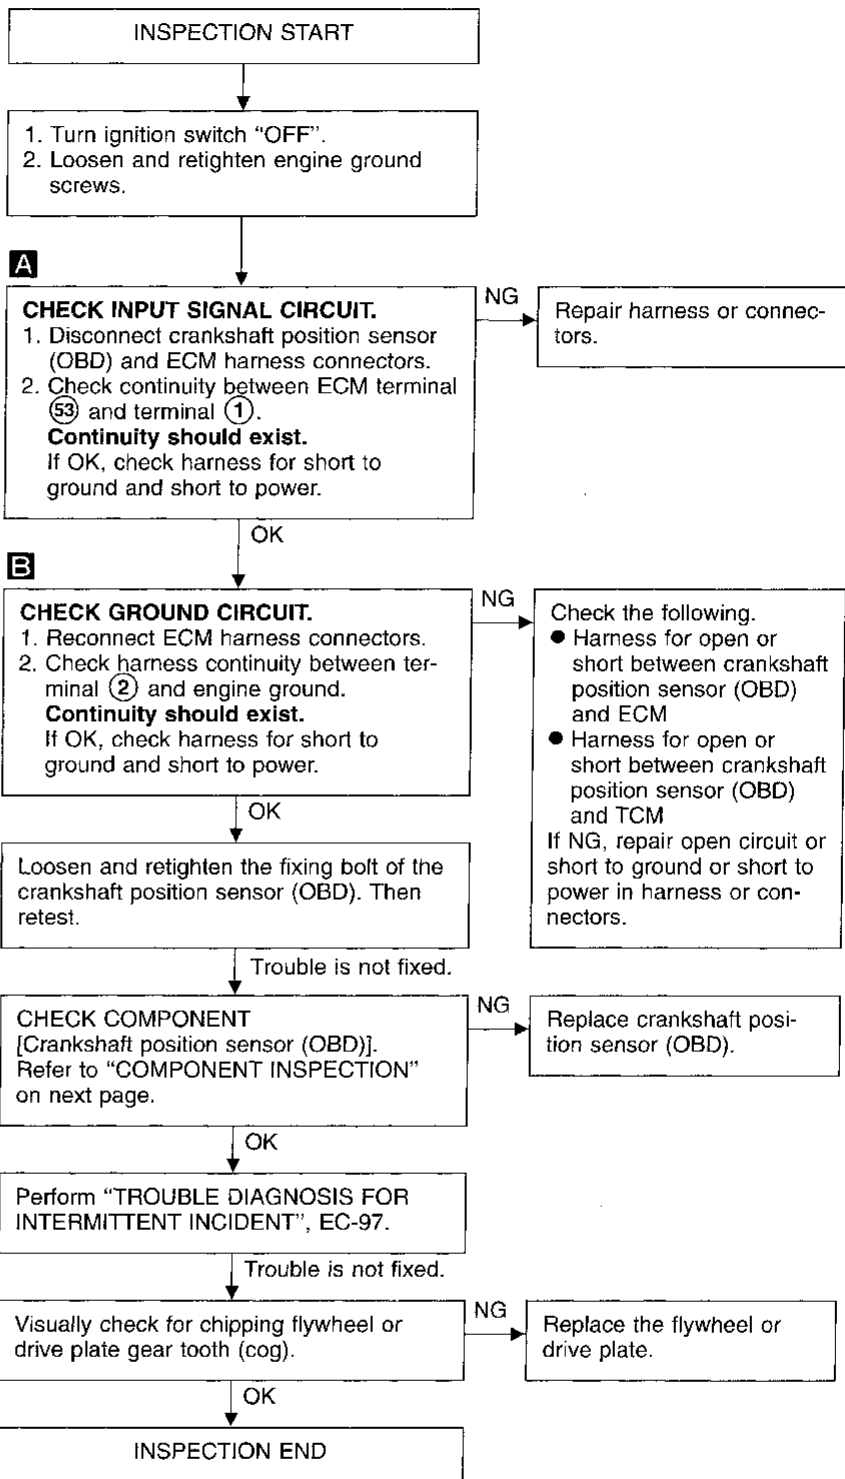 INSPECTION START
1. Turn ignition switch “OFF”.
2. Loosen and retighten engine ground
screws.
A
CHECK INPUT SIGNAL CIRCUIT.
1. Disconnect crankshaft position sensor
(OBD) and ECM harness connectors.
2. Check continuity between ECM terminal
53 and terminal 1.
Continuity should exist.
If OK, check harness for short to
ground and short to power.
NG
Repair harness or connec-
tors.
OK
B
CHECK GROUND CIRCUIT.
1. Reconnect ECM harness connectors.
2. Check harness continuity between ter-
minal 2 and engine ground.
Continuity should exist.
If OK, check harness for short to
ground and short to power.
NG
Check the following.
● Harness for open or
short between crankshaft
position sensor (OBD)
and ECM
● Harness for open or
short between crankshaft
position sensor (OBD)
and TCM
If NG, repair open circuit or
short to ground or short to
power in harness or con-
nectors.
OK
Loosen and retighten the fixing bolt of the
crankshaft position sensor (OBD). Then
retest.
Trouble is not fixed.
CHECK COMPONENT
[Crankshaft position sensor (OBD)].
Refer to “COMPONENT INSPECTION”
on next page.
NG
Replace crankshaft posi-
tion sensor (OBD).
OK
Perform “TROUBLE DIAGNOSIS FOR
INTERMITTENT INCIDENT”, EC-97.
Trouble is not fixed.
Visually check for chipping flywheel or
drive plate gear tooth (cog).
NG
Replace the flywheel or
drive plate.
OK
INSPECTION END